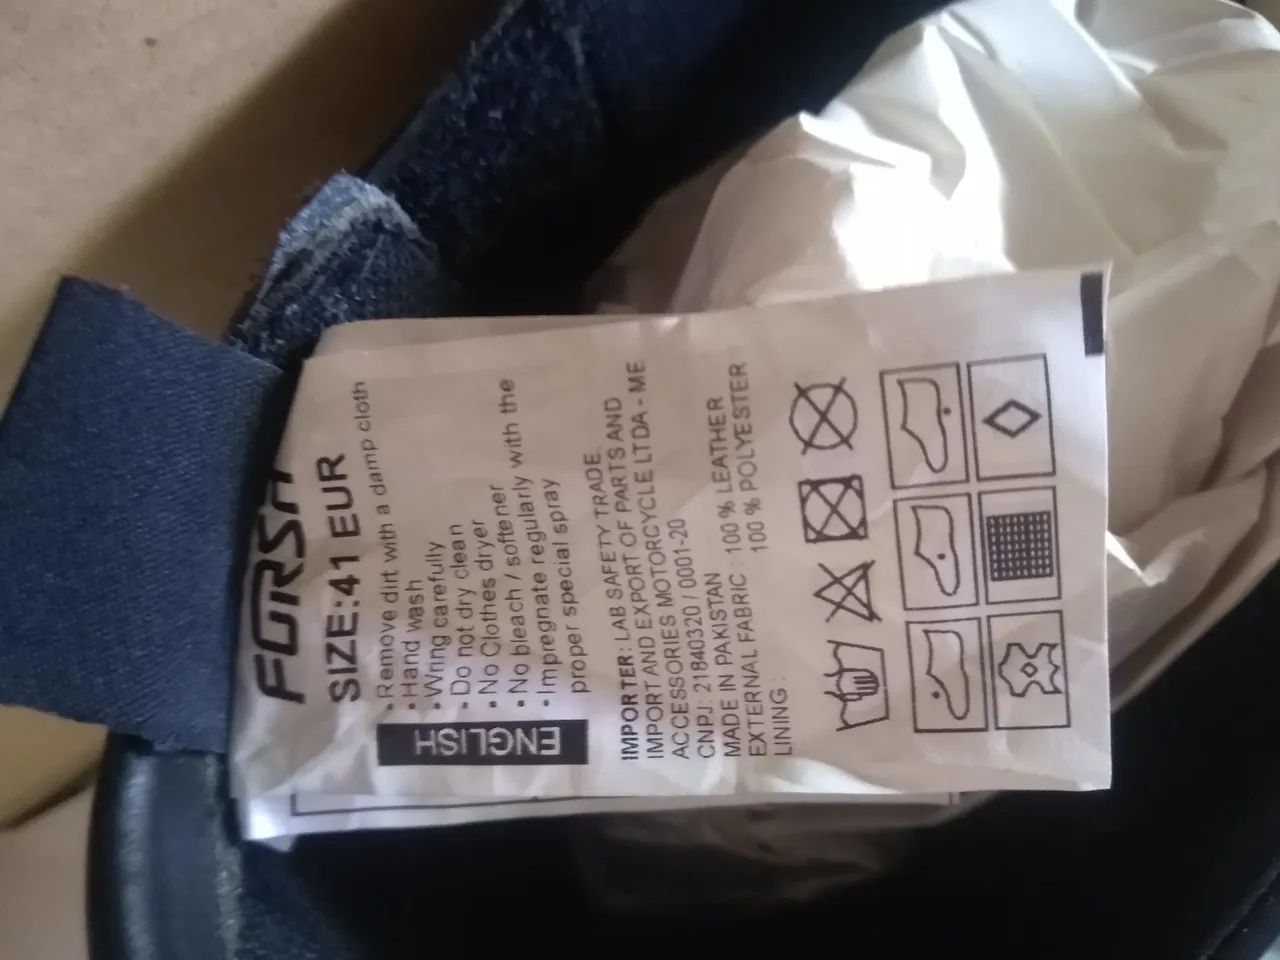 FORSA
SIZE:41 EUR
ENGLISH
• Remove dirt with a damp cloth
• Hand wash
• Wring carefully
• Do not dry clean
• No Clothes dryer
• No bleach / softener
• Impregnate regularly with the
proper special spray
IMPORTER: LAB SAFETY TRADE.
IMPORT AND EXPORT OF PARTS AND
ACCESSORIES MOTORCYCLE LTDA - ME
CNPJ: 21840320 / 0001-20
MADE IN PAKISTAN
EXTERNAL FABRIC : 100 % LEATHER
LINING : 100 % POLYESTER